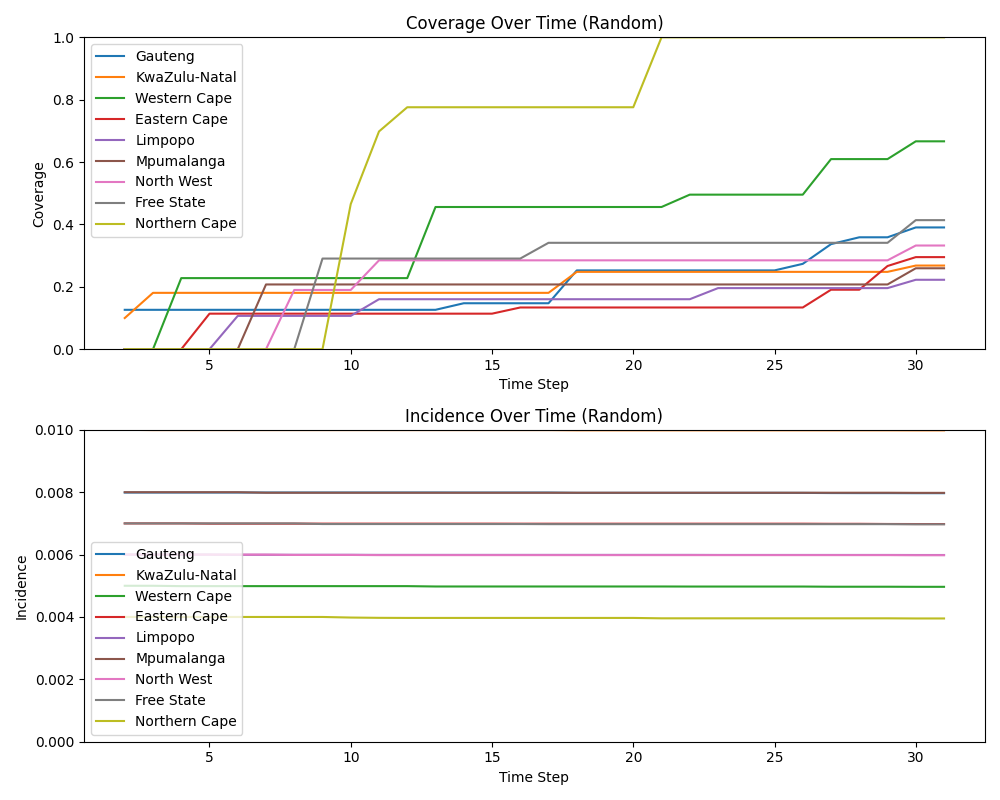 Coverage Over Time (Random)
1.0
0.8
0.6
0.4
0.2
0.0
Coverage
Gauteng
KwaZulu-Natal
Western Cape
Eastern Cape
Limpopo
Mpumalanga
North West
Free State
Northern Cape
5 10 15 20 25 30
Time Step
Incidence Over Time (Random)
0.010
0.008
0.006
0.004
0.002
0.000
Incidence
Gauteng
KwaZulu-Natal
Western Cape
Eastern Cape
Limpopo
Mpumalanga
North West
Free State
Northern Cape
5 10 15 20 25 30
Time Step